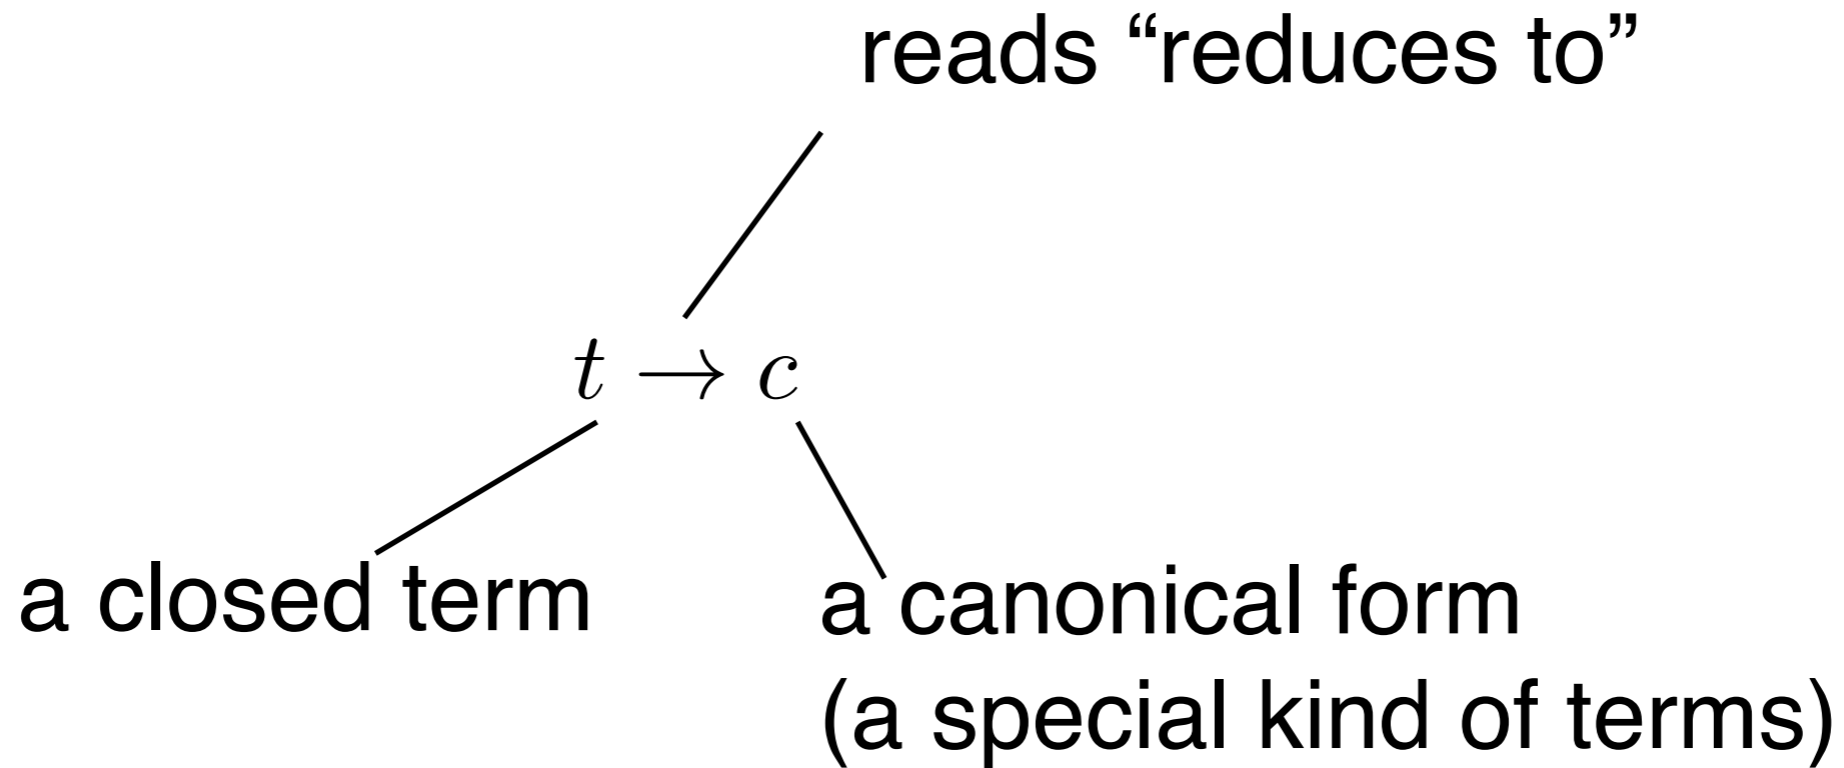 reads “reduces to”
t → c
a closed term
a canonical form
(a special kind of terms)